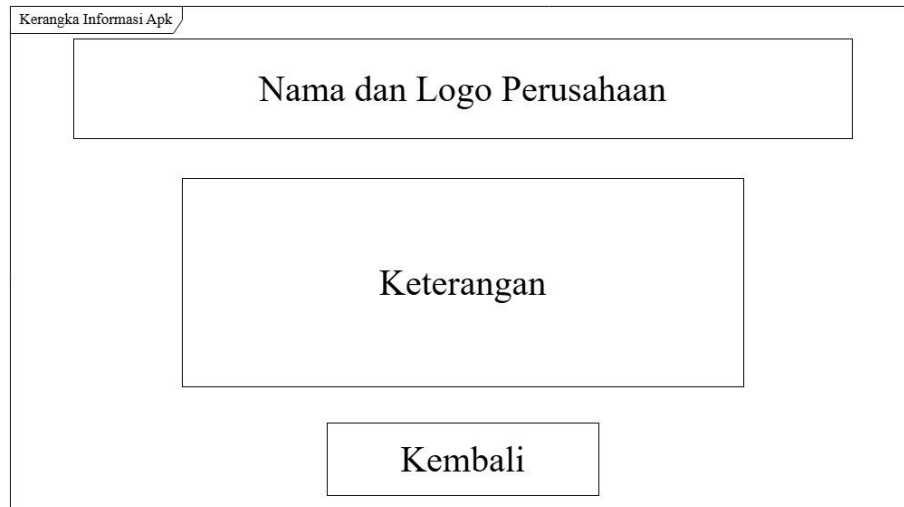 Kerangka Informasi Apk
Nama dan Logo Perusahaan
Keterangan
Kembali